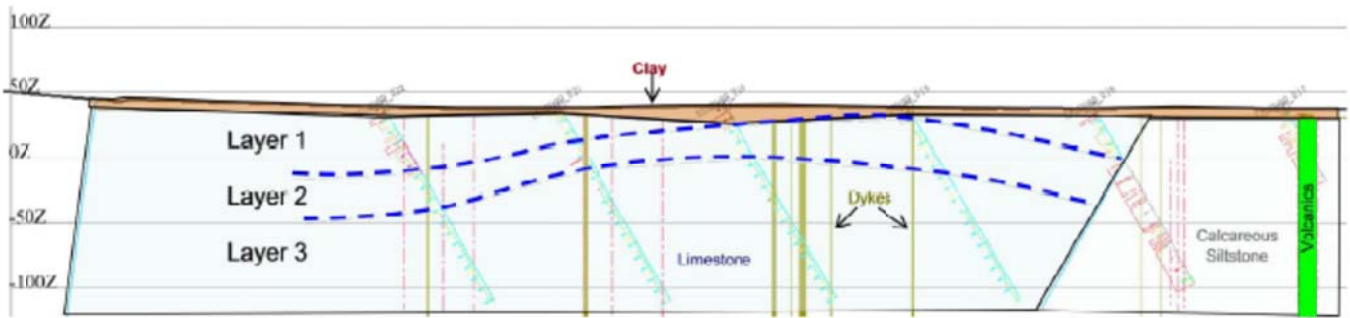 100Z
50Z
Clay
Layer 1
0Z
Layer 2
Dykes
-50Z
Layer 3
Limestone
Calcareous
Siltstone
Volcanics
-100Z